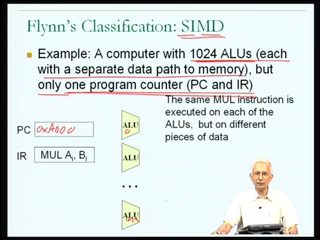 Flynn's Classification: SIMD
Example: A computer with 1024 ALUs (each
with a separate data path to memory), but
only one program counter (PC and IR)
The same MUL instruction is
executed on each of the
ALUs, but on different
pieces of data
PC 0xA000
ALU
0
IR MUL Ai, Bi
ALU
...
ALU